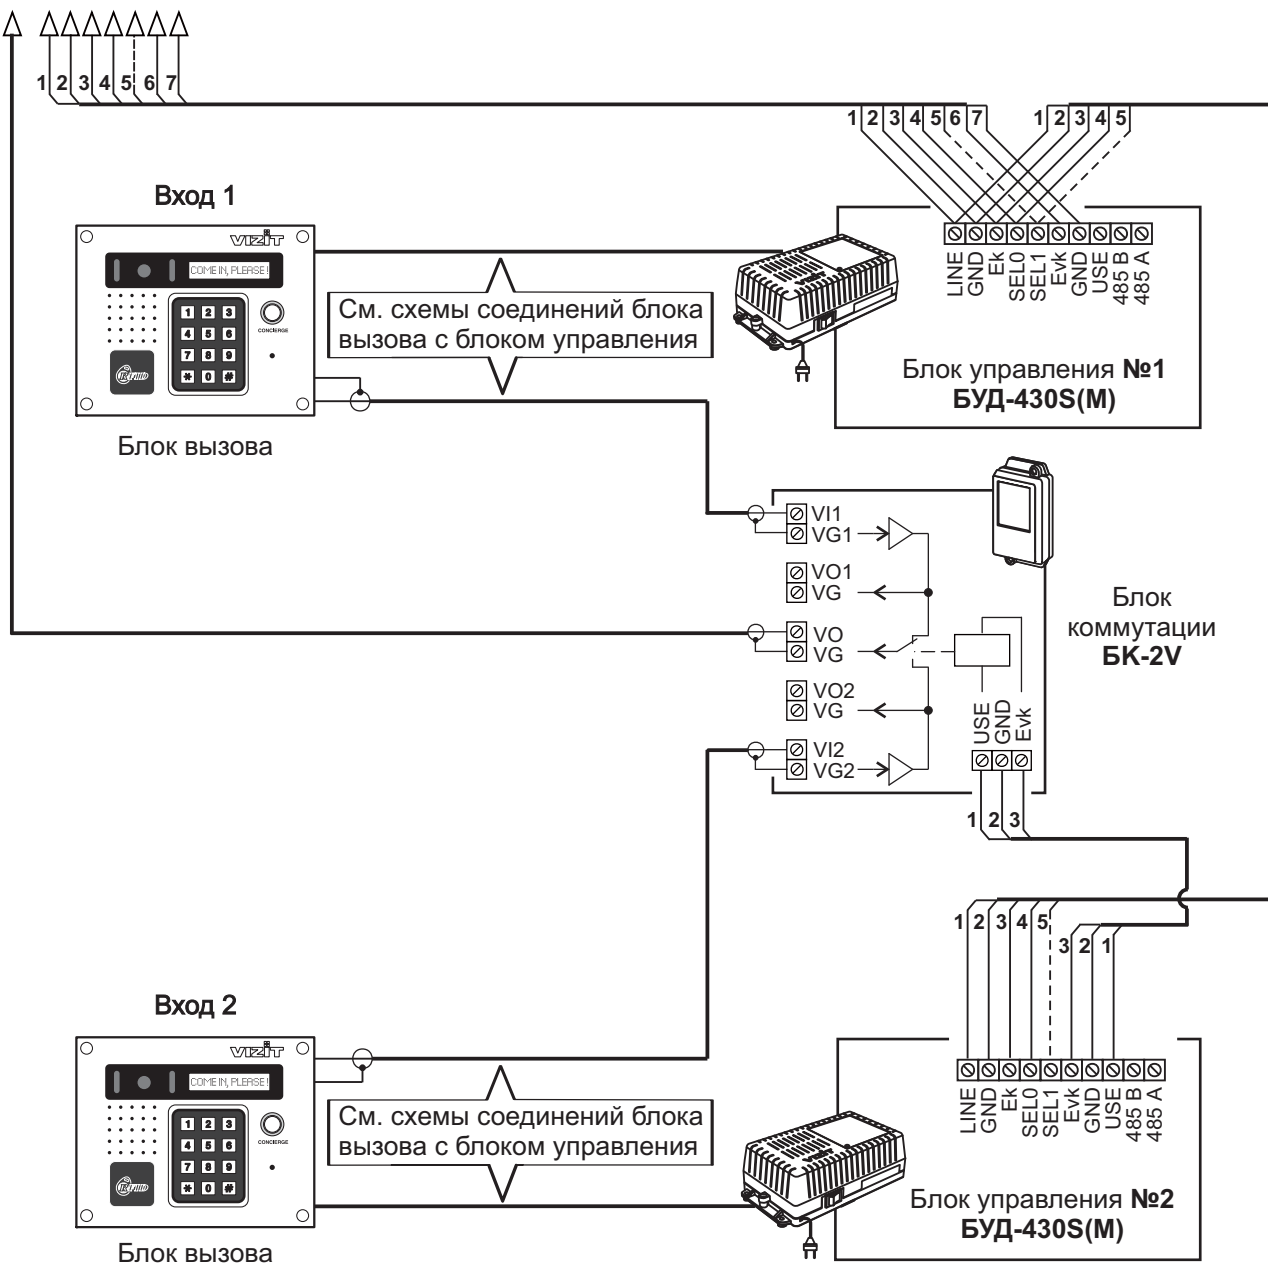 1 2 3 4 5 6 7
1 2 3 4 5 6 7
1 2 3 4 5
Вход 1
VIZIT
COME IN, PLEASE!
1 2 3
4 5 6
7 8 9
* 0 #
CONCIERGE
Блок вызова
См. схемы соединений блока
вызова с блоком управления
LINE
GND
Ek
SEL0
SEL1
Evk
GND
USE
485 B
485 A
Блок управления №1
БУД-430S(М)
VI1
VG1
VO1
VG
VO
VG
VO2
VG
VI2
VG2
Блок
коммутации
БК-2V
USE
GND
Evk
1 2 3
1 2 3 4 5
3 2 1
Вход 2
VIZIT
COME IN, PLEASE!
1 2 3
4 5 6
7 8 9
* 0 #
CONCIERGE
Блок вызова
См. схемы соединений блока
вызова с блоком управления
LINE
GND
Ek
SEL0
SEL1
Evk
GND
USE
485 B
485 A
Блок управления №2
БУД-430S(М)